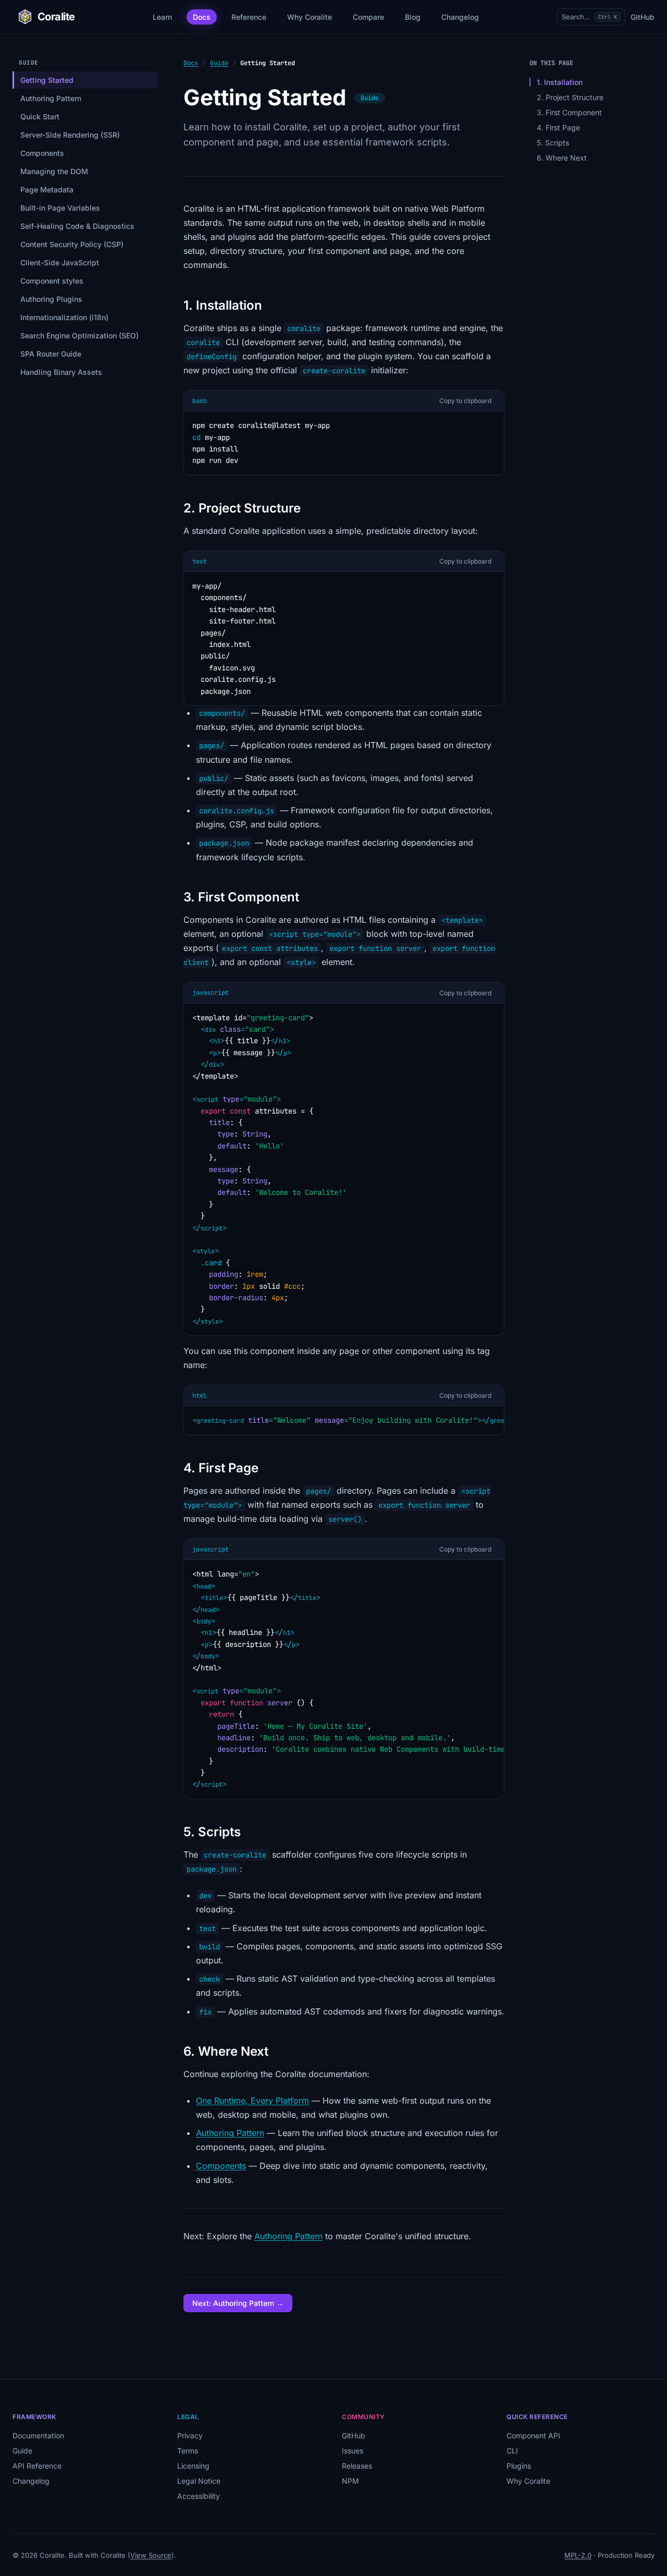 Coralite
Learn
Docs
Reference
Why Coralite
Compare
Blog
Changelog
Search... Ctrl K
GitHub
GUIDE
Getting Started
Authoring Pattern
Quick Start
Server-Side Rendering (SSR)
Components
Managing the DOM
Page Metadata
Built-in Page Variables
Self-Healing Code & Diagnostics
Content Security Policy (CSP)
Client-Side JavaScript
Component styles
Authoring Plugins
Internationalization (I18n)
Search Engine Optimization (SEO)
SPA Router Guide
Handling Binary Assets
Docs / Guide / Getting Started
Getting Started Guide
Learn how to install Coralite, set up a project, author your first
component and page, and use essential framework scripts.
Coralite is an HTML-first application framework built on native Web Platform
standards. The same output runs on the web, in desktop shells and in mobile
shells, and plugins add the platform-specific edges. This guide covers project
setup, directory structure, your first component and page, and the core
commands.
1. Installation
Coralite ships as a single coralite package: framework runtime and engine, the
coralite CLI (development server, build, and testing commands), the
defineConfig configuration helper, and the plugin system. You can scaffold a
new project using the official create-coralite initializer:
bash
Copy to clipboard
npm create coralite@latest my-app
cd my-app
npm install
npm run dev
2. Project Structure
A standard Coralite application uses a simple, predictable directory layout:
text
Copy to clipboard
my-app/
components/
site-header.html
site-footer.html
pages/
index.html
public/
favicon.svg
coralite.config.js
package.json
• components/ — Reusable HTML web components that can contain static
markup, styles, and dynamic script blocks.
• pages/ — Application routes rendered as HTML pages based on directory
structure and file names.
• public/ — Static assets (such as favicons, images, and fonts) served
directly at the output root.
• coralite.config.js — Framework configuration file for output directories,
plugins, CSP, and build options.
• package.json — Node package manifest declaring dependencies and
framework lifecycle scripts.
3. First Component
Components in Coralite are authored as HTML files containing a <template>
element, an optional <script type="module"> block with top-level named
exports ( export const attributes , export function server , export function
client ), and an optional <style> element.
javascript
Copy to clipboard
<template id="greeting-card">
<div class="card">
<h3>{{ title }}</h3>
<p>{{ message }}</p>
</div>
</template>
<script type="module">
export const attributes = {
title: {
type: String,
default: 'Hello'
},
message: {
type: String,
default: 'Welcome to Coralite!'
}
}
</script>
<style>
.card {
padding: 1rem;
border: 1px solid #ccc;
border-radius: 4px;
}
</style>
You can use this component inside any page or other component using its tag
name:
html
Copy to clipboard
<greeting-card title="Welcome" message="Enjoy building with Coralite!"></gree
4. First Page
Pages are authored inside the pages/ directory. Pages can include a <script
type="module"> with flat named exports such as export function server to
manage build-time data loading via server() .
javascript
Copy to clipboard
<html lang="en">
<head>
<title>{{ pageTitle }}</title>
</head>
<body>
<h1>{{ headline }}</h1>
<p>{{ description }}</p>
</body>
</html>
<script type="module">
export function server () {
return {
pageTitle: 'Home — My Coralite Site',
headline: 'Build once. Ship to web, desktop and mobile.',
description: 'Coralite combines native Web Components with build-time
}
}
</script>
5. Scripts
The create-coralite scaffolder configures five core lifecycle scripts in
package.json :
• dev — Starts the local development server with live preview and instant
reloading.
• test — Executes the test suite across components and application logic.
• build — Compiles pages, components, and static assets into optimized SSG
output.
• check — Runs static AST validation and type-checking across all templates
and scripts.
• fix — Applies automated AST codemods and fixers for diagnostic warnings.
6. Where Next
Continue exploring the Coralite documentation:
• One Runtime, Every Platform — How the same web-first output runs on the
web, desktop and mobile, and what plugins own.
• Authoring Pattern — Learn the unified block structure and execution rules for
components, pages, and plugins.
• Components — Deep dive into static and dynamic components, reactivity,
and slots.
Next: Explore the Authoring Pattern to master Coralite's unified structure.
Next: Authoring Pattern →
ON THIS PAGE
1. Installation
2. Project Structure
3. First Component
4. First Page
5. Scripts
6. Where Next
FRAMEWORK
Documentation
Guide
API Reference
Changelog
LEGAL
Privacy
Terms
Licensing
Legal Notice
Accessibility
COMMUNITY
GitHub
Issues
Releases
NPM
QUICK REFERENCE
Component API
CLI
Plugins
Why Coralite
© 2026 Coralite. Built with Coralite (View Source).
MPL-2.0 · Production Ready